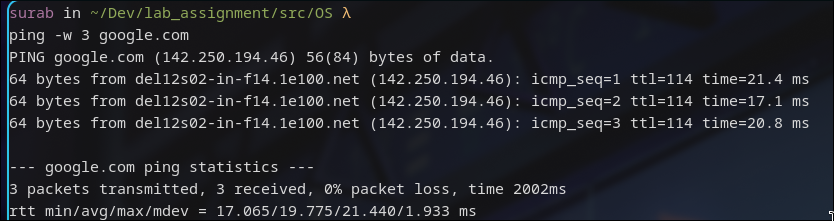 surab in ~/Dev/lab_assignment/src/OS λ
ping -w 3 google.com
PING google.com (142.250.194.46) 56(84) bytes of data.
64 bytes from del12s02-in-f14.1e100.net (142.250.194.46): icmp_seq=1 ttl=114 time=21.4 ms
64 bytes from del12s02-in-f14.1e100.net (142.250.194.46): icmp_seq=2 ttl=114 time=17.1 ms
64 bytes from del12s02-in-f14.1e100.net (142.250.194.46): icmp_seq=3 ttl=114 time=20.8 ms
--- google.com ping statistics ---
3 packets transmitted, 3 received, 0% packet loss, time 2002ms
rtt min/avg/max/mdev = 17.065/19.775/21.440/1.933 ms